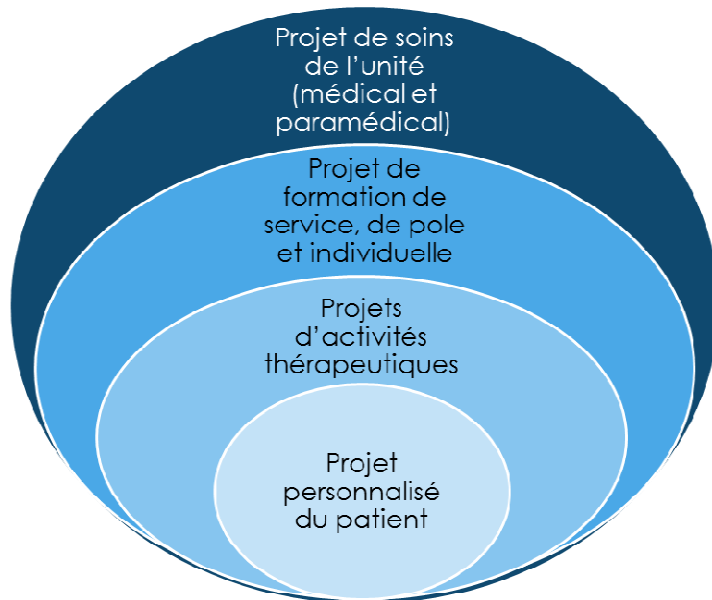 Projet de soins
de l’unité
(médical et
paramédical)
Projet de
formation de
service, de pole
et individuelle
Projets
d’activités
thérapeutiques
Projet
personnalisé
du patient